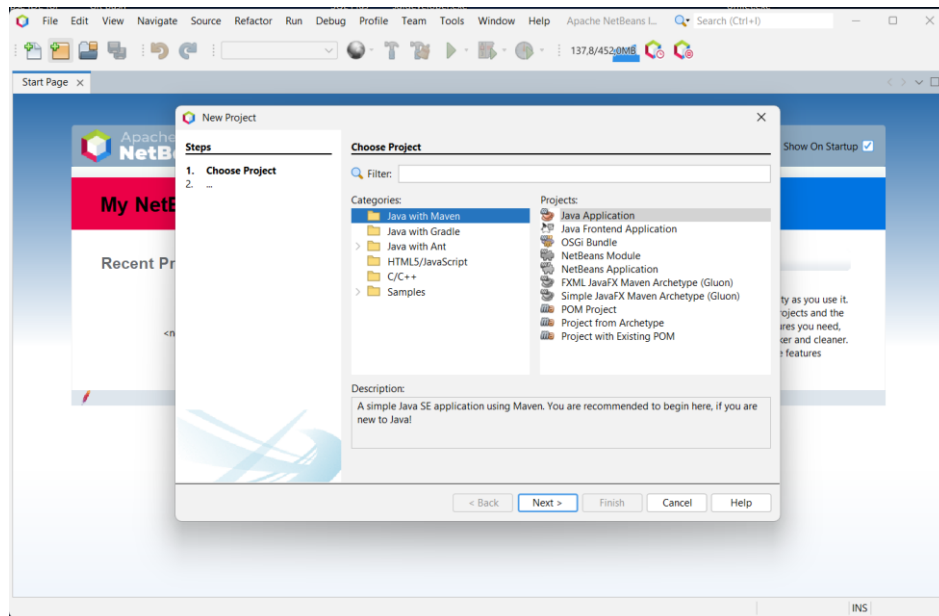 File Edit View Navigate Source Refactor Run Debug Profile Team Tools Window Help Apache NetBeans I... Search (Ctrl+I)
137,8/452,0MB
Start Page
New Project
Apache
NetB
Show On Startup
Steps
Choose Project
1. Choose Project
2. ...
Filter:
My NetB
Categories:
Projects:
Java with Maven
Java with Gradle
Java with Ant
HTML5/JavaScript
C/C++
Samples
Java Application
Java Frontend Application
OSGi Bundle
NetBeans Module
NetBeans Application
FXML JavaFX Maven Archetype (Gluon)
Simple JavaFX Maven Archetype (Gluon)
POM Project
Project from Archetype
Project with Existing POM
Recent Pr
<n
ty as you use it.
rojects and the
ures you need,
ker and cleaner.
e features
Description:
A simple Java SE application using Maven. You are recommended to begin here, if you are
new to Java!
< Back Next > Finish Cancel Help
INS